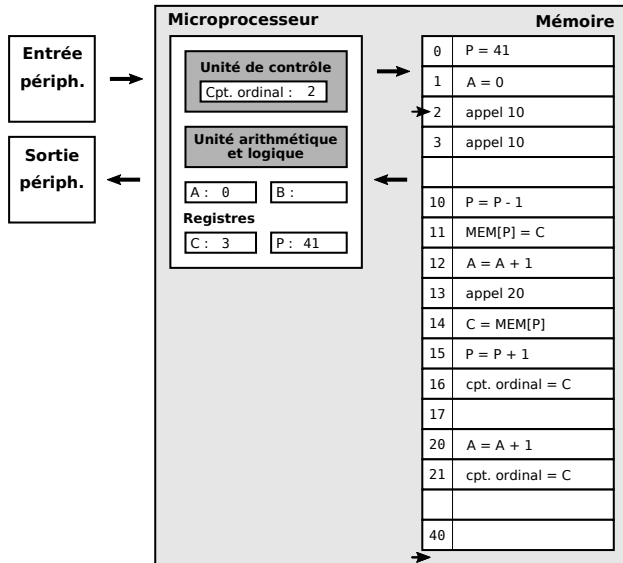 Microprocesseur
Mémoire
Entrée
périph.
Sortie
périph.
Unité de contrôle
Cpt. ordinal : 2
Unité arithmétique
et logique
A : 0
B :
Registres
C : 3
P : 41
0 P = 41
1 A = 0
2 appel 10
3 appel 10
10 P = P - 1
11 MEM[P] = C
12 A = A + 1
13 appel 20
14 C = MEM[P]
15 P = P + 1
16 cpt. ordinal = C
17
20 A = A + 1
21 cpt. ordinal = C
40